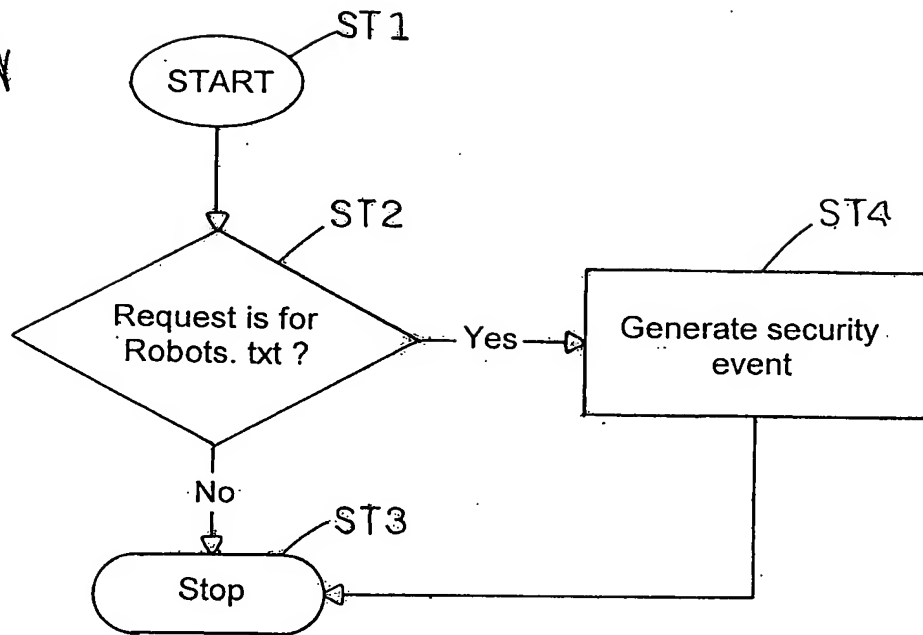 ST1
START
ST2
Request is for
Robots. txt ?
Yes
ST4
Generate security
event
No
ST3
Stop